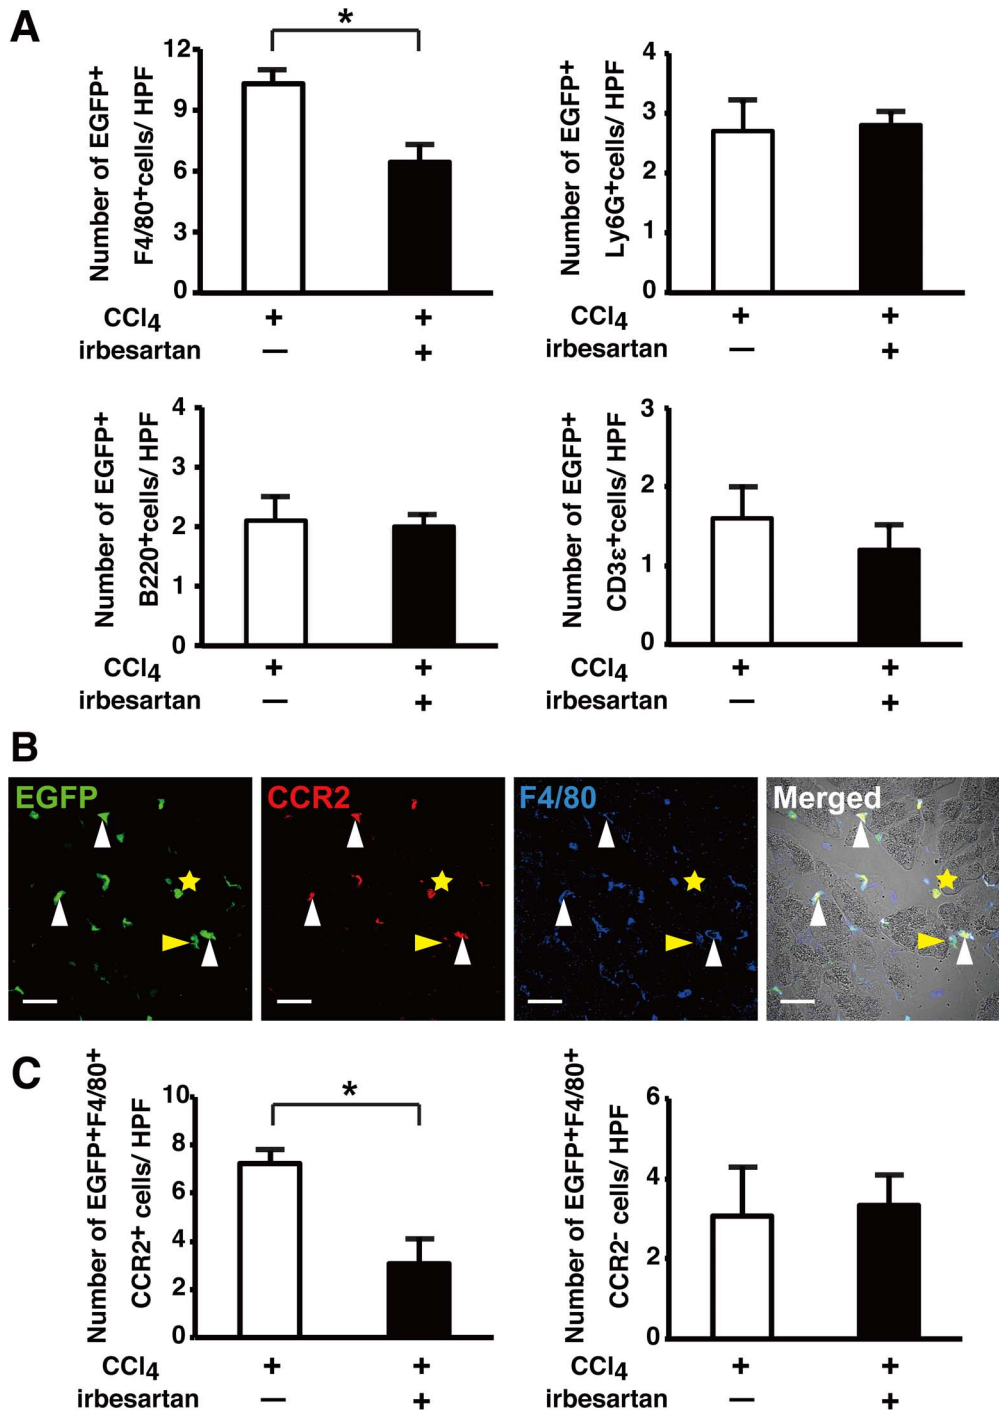 A
*
Number of EGFP+
F4/80+cells/ HPF
12
9
6
3
0
CCl4 + +
irbesartan — +
Number of EGFP+
Ly6G+cells/ HPF
4
3
2
1
0
CCl4 + +
irbesartan — +
Number of EGFP+
B220+cells/ HPF
4
3
2
1
0
CCl4 + +
irbesartan — +
Number of EGFP+
CD3ε+cells/ HPF
3
2
1
0
CCl4 + +
irbesartan — +
B
EGFP
CCR2
F4/80
Merged
C
*
Number of EGFP+F4/80+
CCR2+ cells/ HPF
10
8
6
4
2
0
CCl4 + +
irbesartan — +
Number of EGFP+F4/80+
CCR2- cells/ HPF
6
4
2
0
CCl4 + +
irbesartan — +